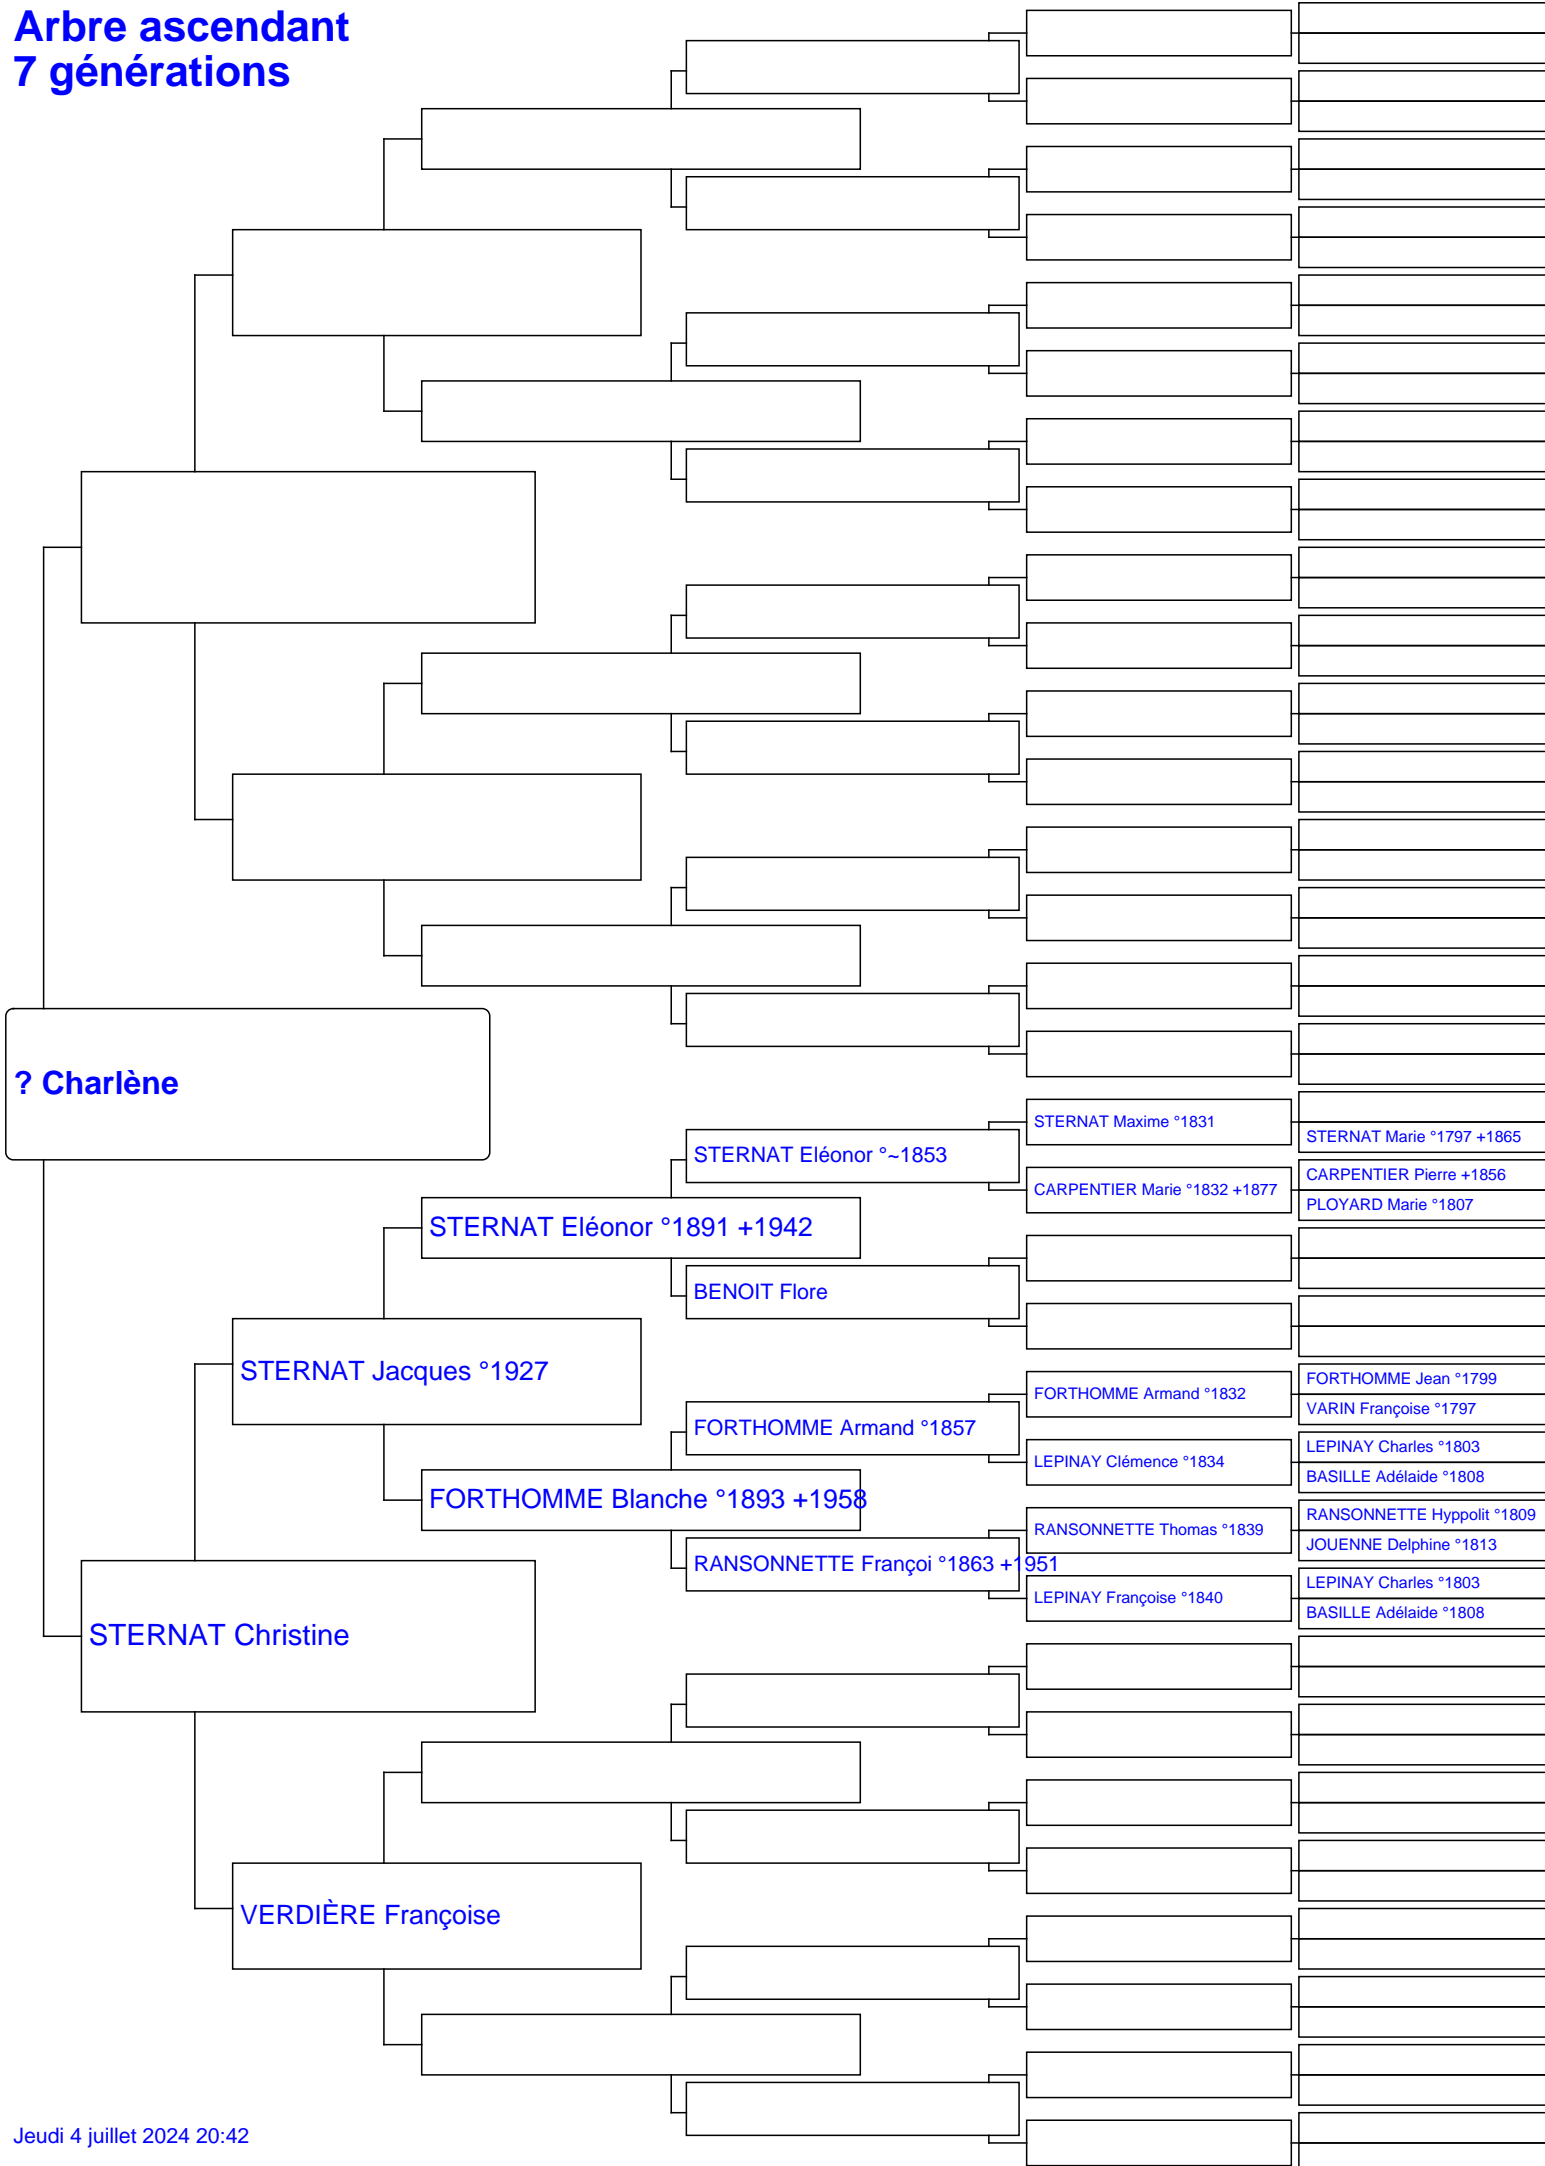 Arbre ascendant
7 générations
? Charlène
STERNAT Maxime °1831
STERNAT Marie °1797 +1865
STERNAT Eléonor °~1853
CARPENTIER Pierre +1856
CARPENTIER Marie °1832 +1877
PLOYARD Marie °1807
STERNAT Eléonor °1891 +1942
BENOIT Flore
STERNAT Jacques °1927
FORTHOMME Jean °1799
FORTHOMME Armand °1832
VARIN Françoise °1797
FORTHOMME Armand °1857
LEPINAY Charles °1803
LEPINAY Clémence °1834
BASILLE Adélaide °1808
FORTHOMME Blanche °1893 +1958
RANSONNETTE Hyppolit °1809
RANSONNETTE Thomas °1839
JOUENNE Delphine °1813
RANSONNETTE Françoi °1863 +1951
LEPINAY Charles °1803
LEPINAY Françoise °1840
BASILLE Adélaide °1808
STERNAT Christine
VERDIÈRE Françoise
Jeudi 4 juillet 2024 20:42